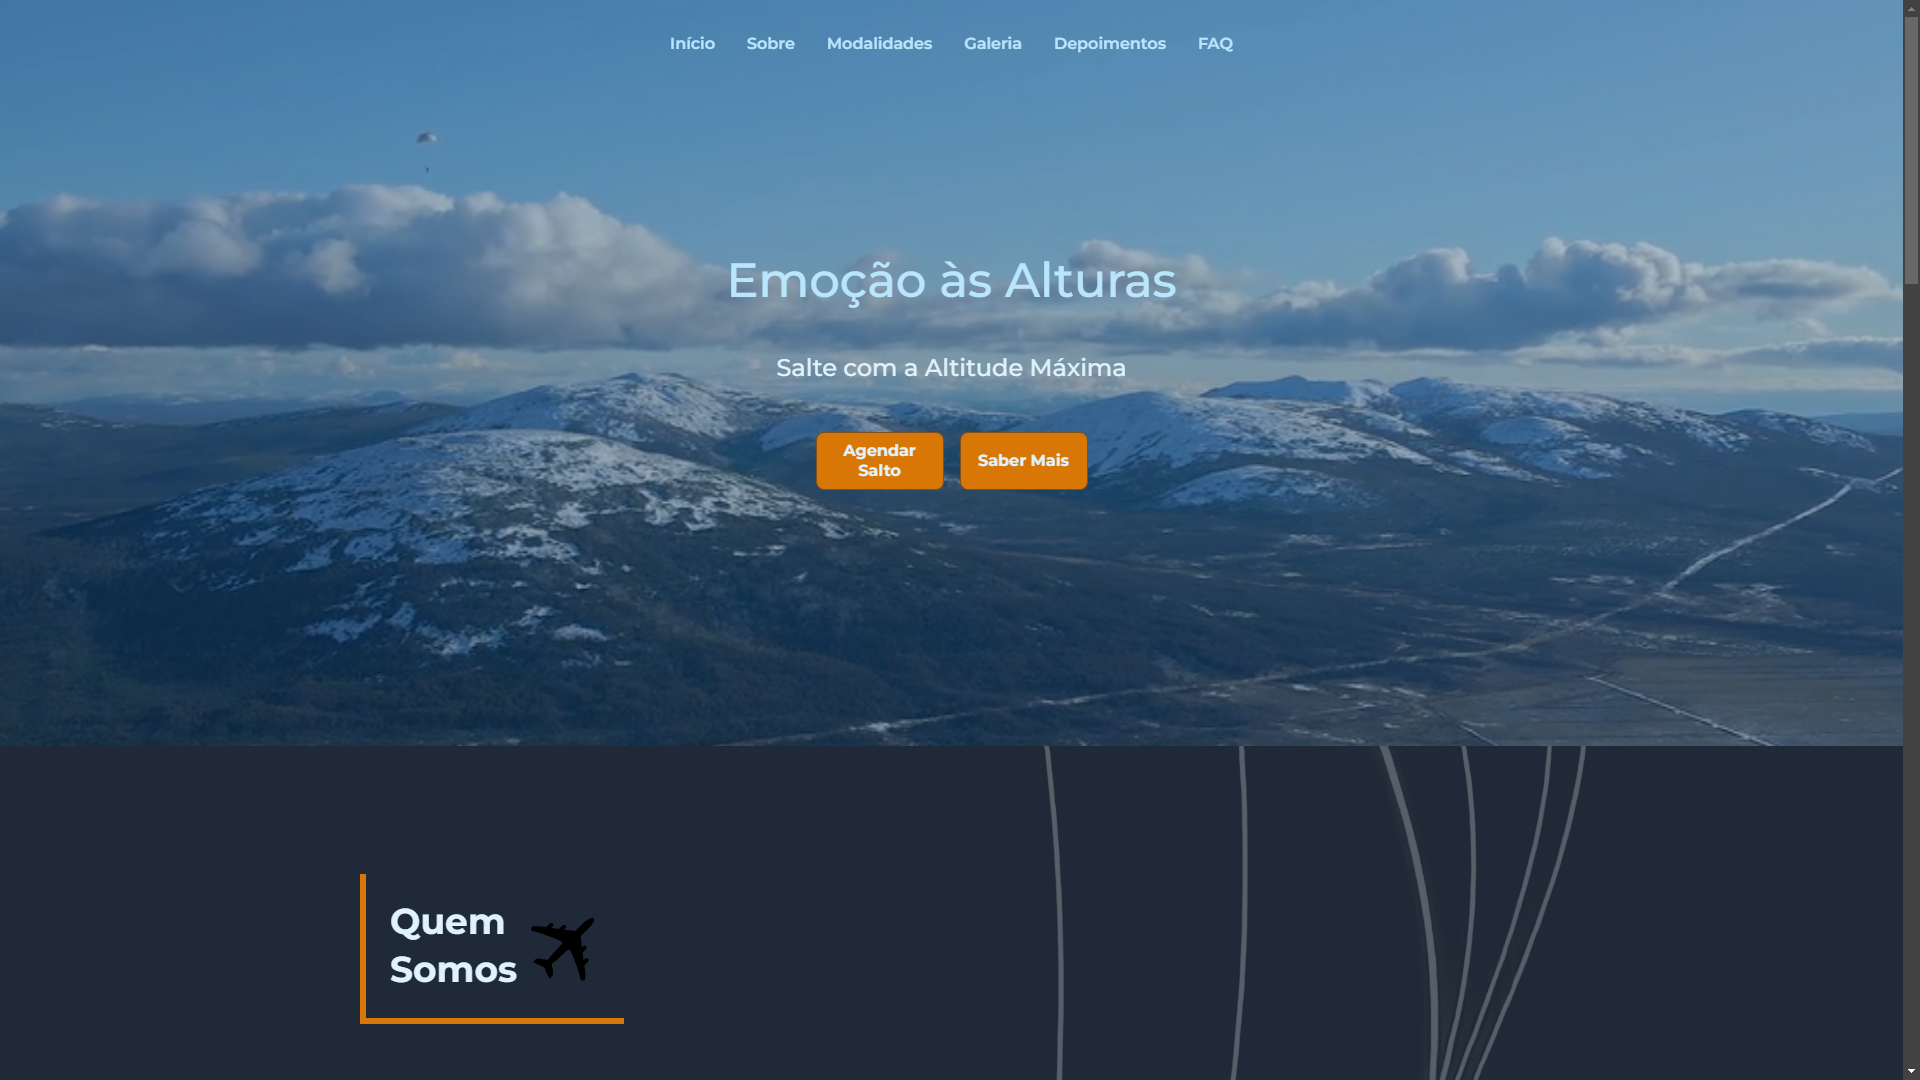 Início Sobre Modalidades Galeria Depoimentos FAQ
Emoção às Alturas
Salte com a Altitude Máxima
Agendar
Salto
Saber Mais
Quem
Somos